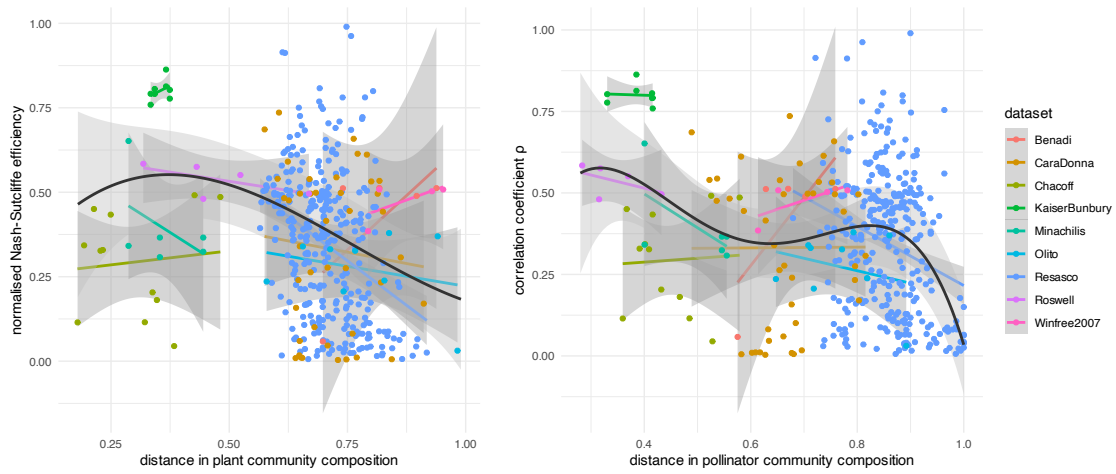 1.00
0.75
0.50
0.25
0.00
normalised Nash-Sutcliffe efficiency
0.25 0.50 0.75 1.00
distance in plant community composition
1.00
0.75
0.50
0.25
0.00
correlation coefficient ρ
0.4 0.6 0.8 1.0
distance in pollinator community composition
dataset
Benadi
CaraDonna
Chacoff
KaiserBunbury
Minachilis
Olito
Resasco
Roswell
Winfree2007